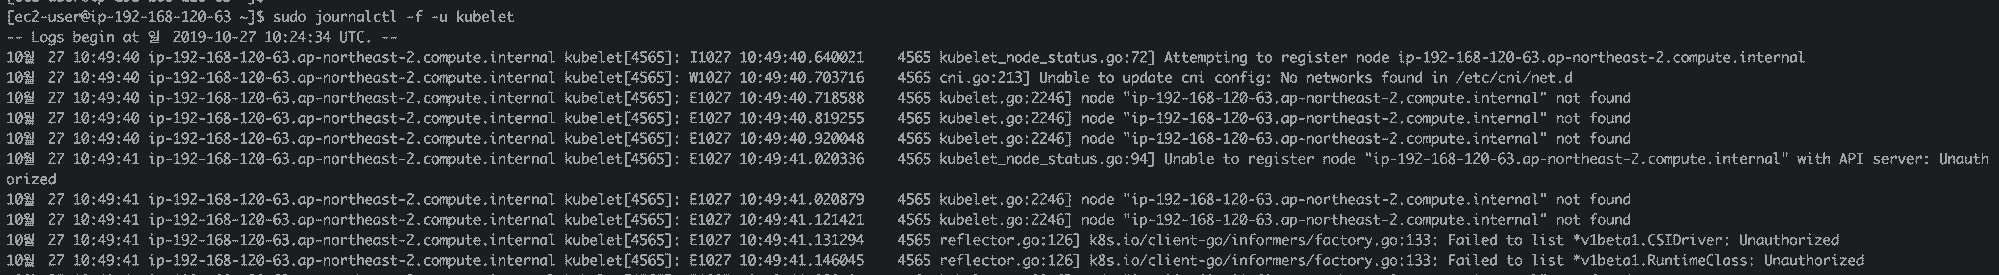 [ec2-user@ip-192-168-120-63 ~]$ sudo journalctl -f -u kubelet
-- Logs begin at 일 2019-10-27 10:24:34 UTC. --
10월  27 10:49:40 ip-192-168-120-63.ap-northeast-2.compute.internal kubelet[4565]: I1027 10:49:40.640021    4565 kubelet_node_status.go:72] Attempting to register node ip-192-168-120-63.ap-northeast-2.compute.internal
10월  27 10:49:40 ip-192-168-120-63.ap-northeast-2.compute.internal kubelet[4565]: W1027 10:49:40.703716    4565 cni.go:213] Unable to update cni config: No networks found in /etc/cni/net.d
10월  27 10:49:40 ip-192-168-120-63.ap-northeast-2.compute.internal kubelet[4565]: E1027 10:49:40.718588    4565 kubelet.go:2246] node "ip-192-168-120-63.ap-northeast-2.compute.internal" not found
10월  27 10:49:40 ip-192-168-120-63.ap-northeast-2.compute.internal kubelet[4565]: E1027 10:49:40.819255    4565 kubelet.go:2246] node "ip-192-168-120-63.ap-northeast-2.compute.internal" not found
10월  27 10:49:40 ip-192-168-120-63.ap-northeast-2.compute.internal kubelet[4565]: E1027 10:49:40.920048    4565 kubelet.go:2246] node "ip-192-168-120-63.ap-northeast-2.compute.internal" not found
10월  27 10:49:41 ip-192-168-120-63.ap-northeast-2.compute.internal kubelet[4565]: E1027 10:49:41.020336    4565 kubelet_node_status.go:94] Unable to register node "ip-192-168-120-63.ap-northeast-2.compute.internal" with API server: Unauth
orized
10월  27 10:49:41 ip-192-168-120-63.ap-northeast-2.compute.internal kubelet[4565]: E1027 10:49:41.020879    4565 kubelet.go:2246] node "ip-192-168-120-63.ap-northeast-2.compute.internal" not found
10월  27 10:49:41 ip-192-168-120-63.ap-northeast-2.compute.internal kubelet[4565]: E1027 10:49:41.121421    4565 kubelet.go:2246] node "ip-192-168-120-63.ap-northeast-2.compute.internal" not found
10월  27 10:49:41 ip-192-168-120-63.ap-northeast-2.compute.internal kubelet[4565]: E1027 10:49:41.131294    4565 reflector.go:126] k8s.io/client-go/informers/factory.go:133: Failed to list *v1beta1.CSIDriver: Unauthorized
10월  27 10:49:41 ip-192-168-120-63.ap-northeast-2.compute.internal kubelet[4565]: E1027 10:49:41.146045    4565 reflector.go:126] k8s.io/client-go/informers/factory.go:133: Failed to list *v1beta1.RuntimeClass: Unauthorized